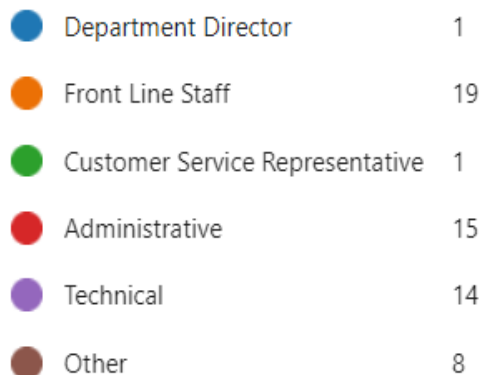 Department Director 1
Front Line Staff 19
Customer Service Representative 1
Administrative 15
Technical 14
Other 8